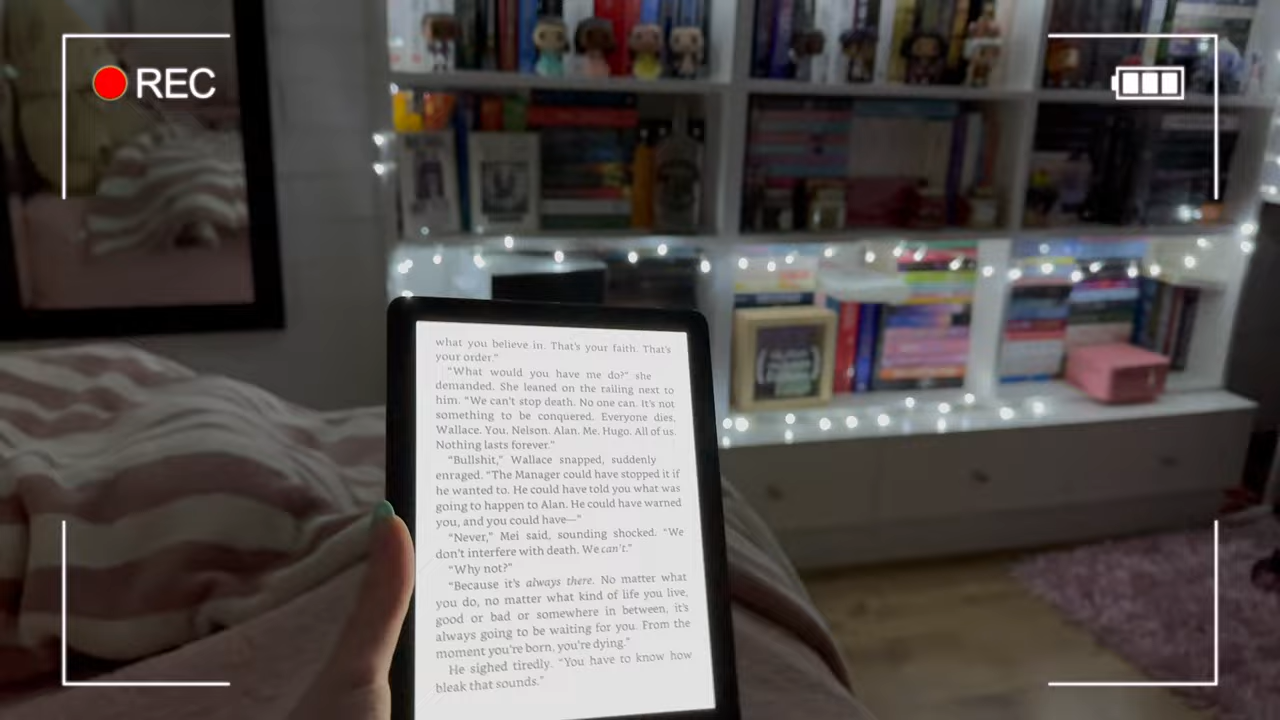 REC
what you believe in. That's your faith. That's
your order.”
“What would you have me do?” she
demanded. She leaned on the railing next to
him. “We can't stop death. No one can. It's not
something to be conquered. Everyone dies,
Wallace. You. Nelson. Alan. Me. Hugo. All of us.
Nothing lasts forever.”
“Bullshit,” Wallace snapped, suddenly
enraged. “The Manager could have stopped it if
he wanted to. He could have told you what was
going to happen to Alan. He could have warned
you, and you could have—”
“Never,” Mei said, sounding shocked. “We
don't interfere with death. We can't.”
“Why not?”
“Because it's always there. No matter what
you do, no matter what kind of life you live,
good or bad or somewhere in between, it's
always going to be waiting for you. From the
moment you're born, you're dying.”
He sighed tiredly. “You have to know how
bleak that sounds.”